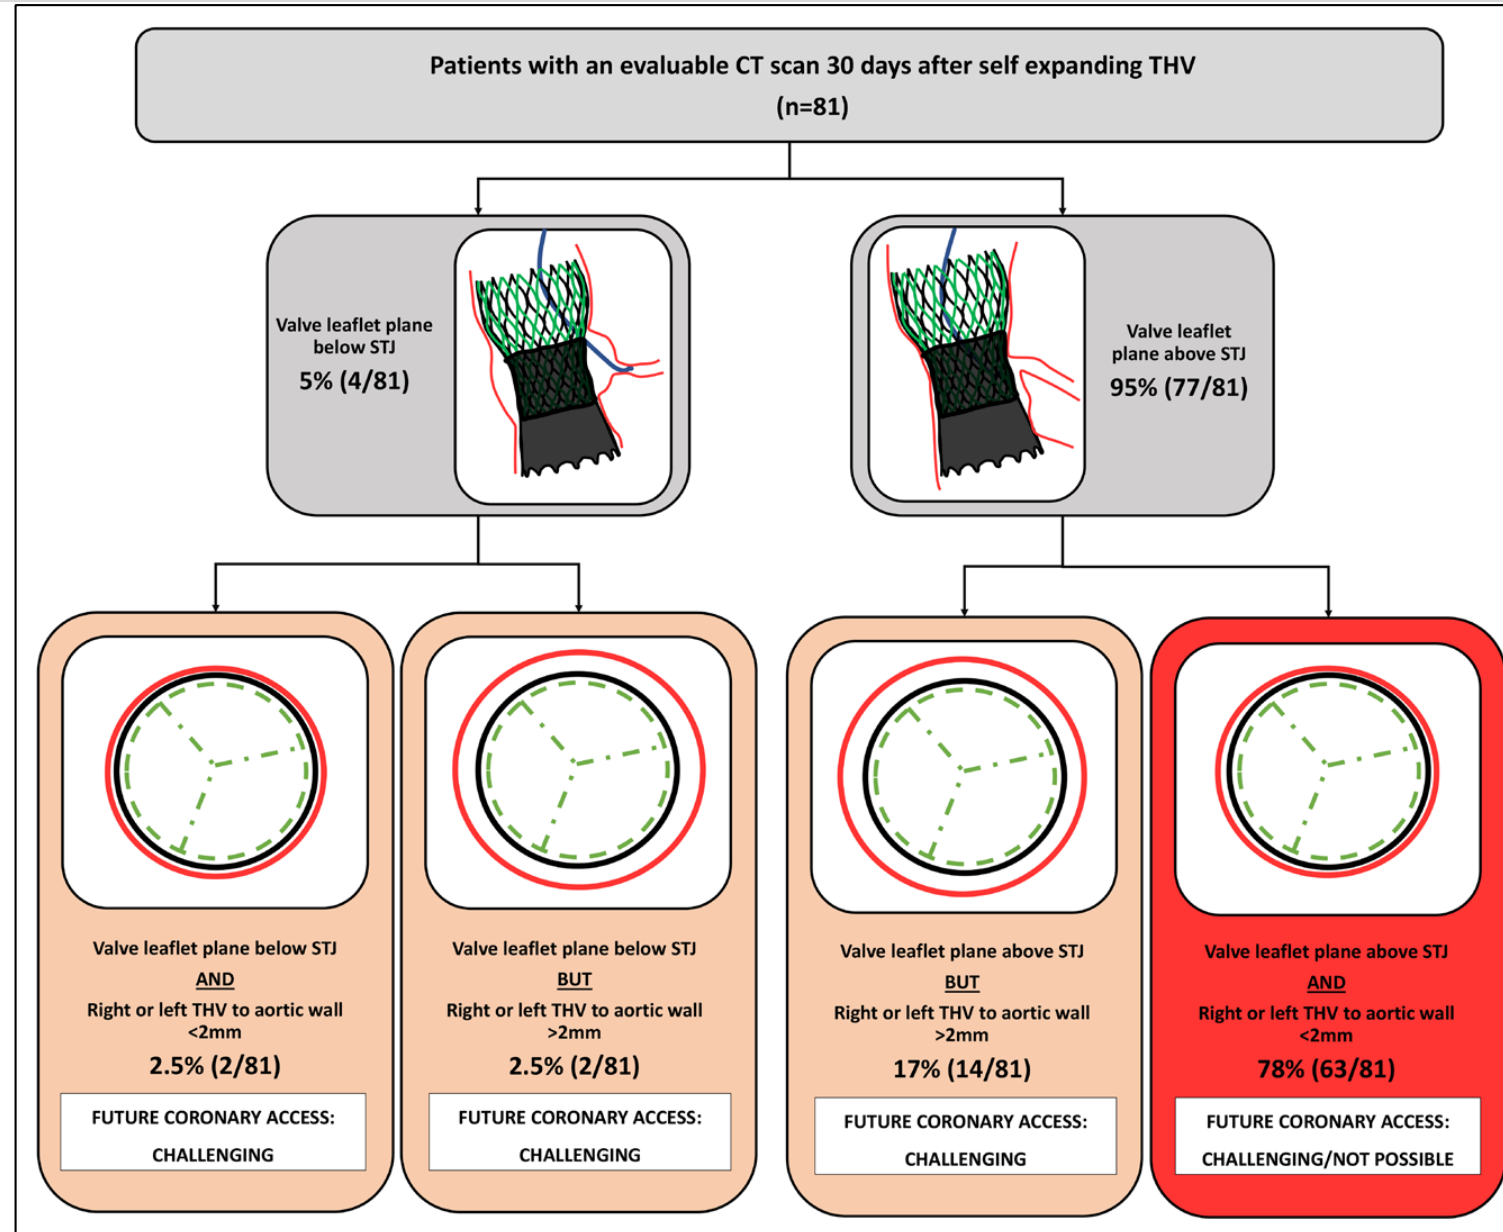 Patients with an evaluable CT scan 30 days after self expanding THV
(n=81)
Valve leaflet plane
below STJ
5% (4/81)
Valve leaflet
plane above STJ
95% (77/81)
Valve leaflet plane below STJ
AND
Right or left THV to aortic wall
<2mm
2.5% (2/81)
FUTURE CORONARY ACCESS:
CHALLENGING
Valve leaflet plane below STJ
BUT
Right or left THV to aortic wall
>2mm
2.5% (2/81)
FUTURE CORONARY ACCESS:
CHALLENGING
Valve leaflet plane above STJ
BUT
Right or left THV to aortic wall
>2mm
17% (14/81)
FUTURE CORONARY ACCESS:
CHALLENGING
Valve leaflet plane above STJ
AND
Right or left THV to aortic wall
<2mm
78% (63/81)
FUTURE CORONARY ACCESS:
CHALLENGING/NOT POSSIBLE